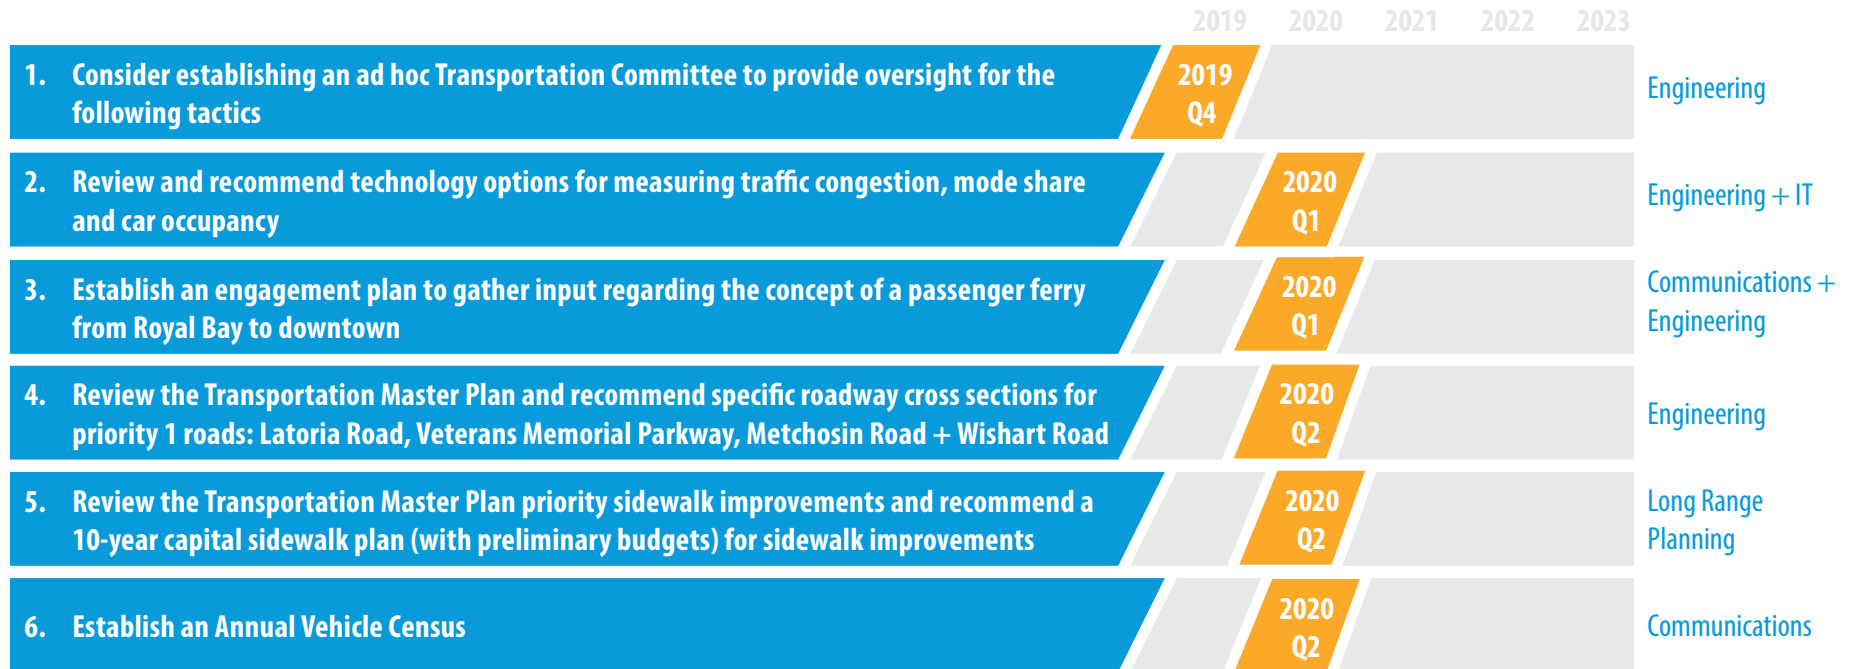 2019 2020 2021 2022 2023
1. Consider establishing an ad hoc Transportation Committee to provide oversight for the
following tactics
2019
Q4
Engineering
2. Review and recommend technology options for measuring traffic congestion, mode share
and car occupancy
2020
Q1
Engineering + IT
3. Establish an engagement plan to gather input regarding the concept of a passenger ferry
from Royal Bay to downtown
2020
Q1
Communications +
Engineering
4. Review the Transportation Master Plan and recommend specific roadway cross sections for
priority 1 roads: Latoria Road, Veterans Memorial Parkway, Metchosin Road + Wishart Road
2020
Q2
Engineering
5. Review the Transportation Master Plan priority sidewalk improvements and recommend a
10-year capital sidewalk plan (with preliminary budgets) for sidewalk improvements
2020
Q2
Long Range
Planning
6. Establish an Annual Vehicle Census
2020
Q2
Communications